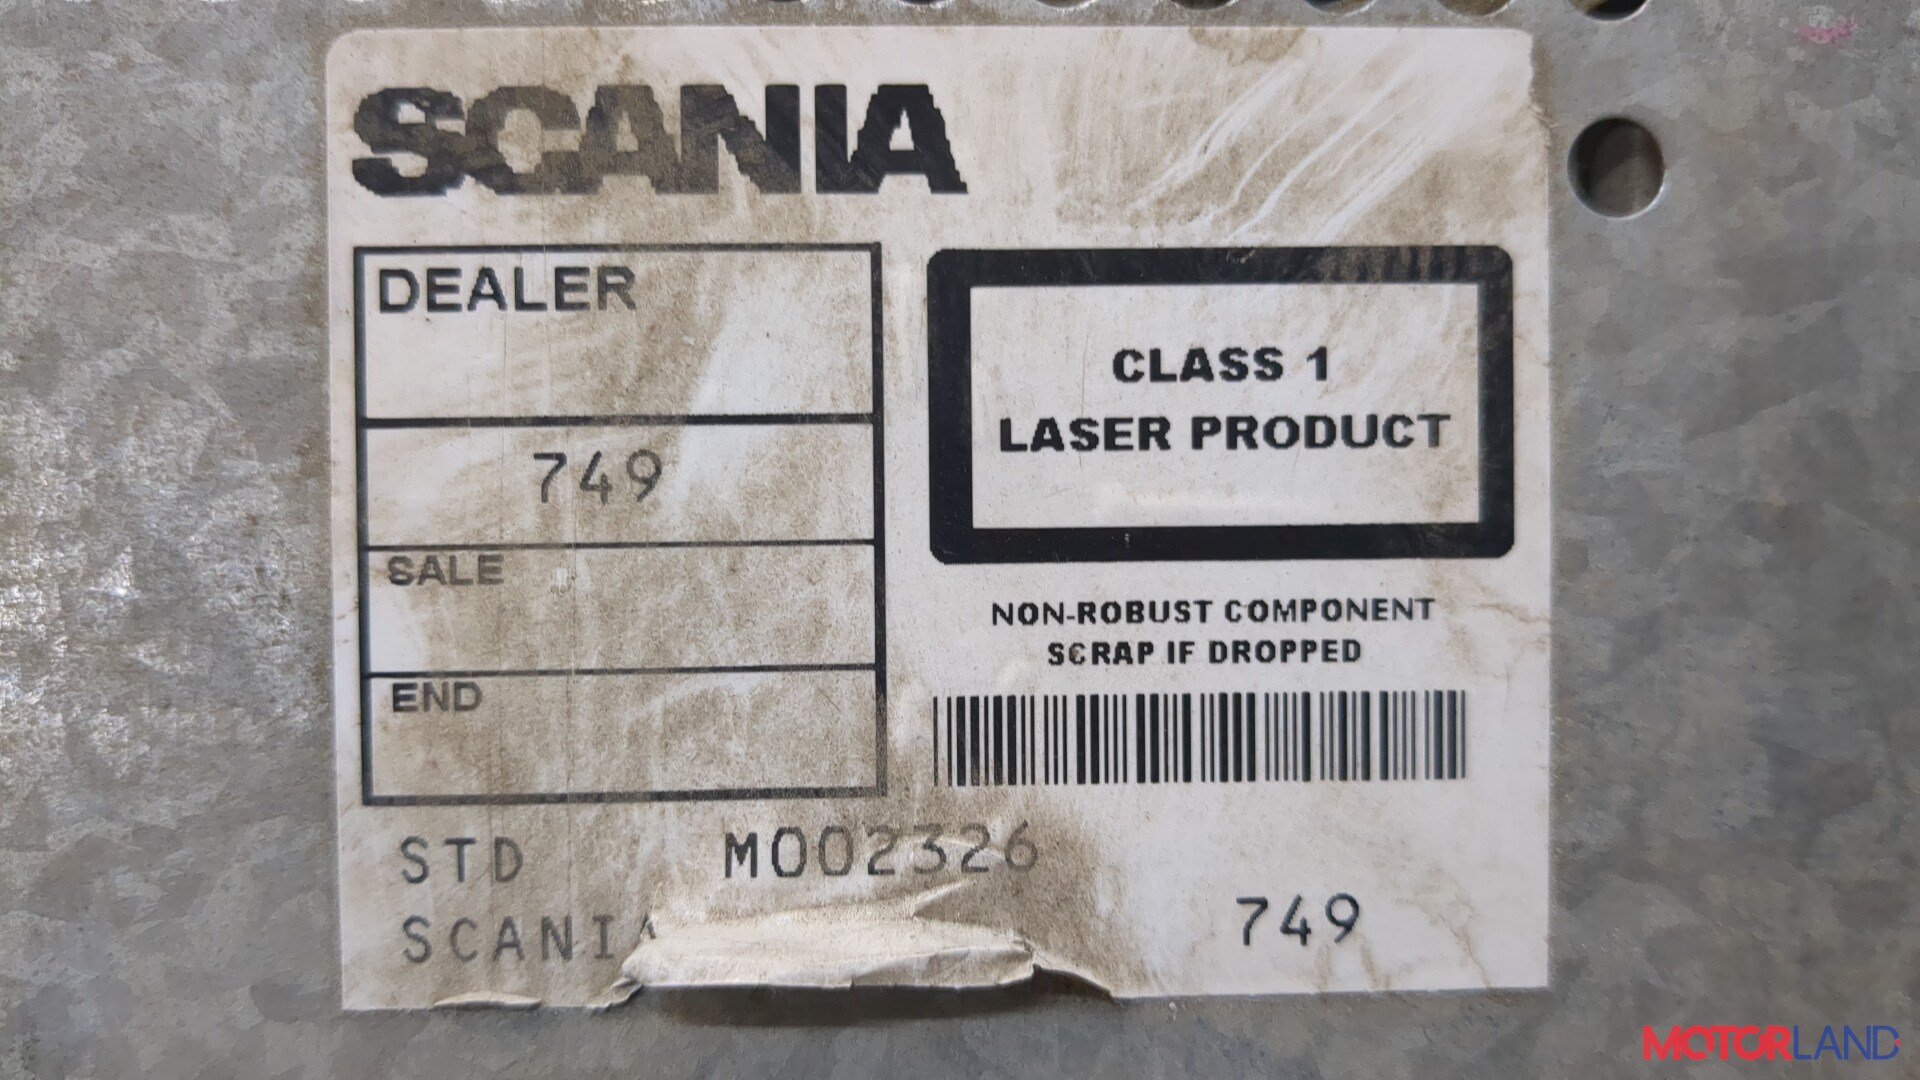 SCANIA
DEALER
749
SALE
END
CLASS 1
LASER PRODUCT
NON-ROBUST COMPONENT
SCRAP IF DROPPED
STD M002326
SCANIA 749
MOTORLAND